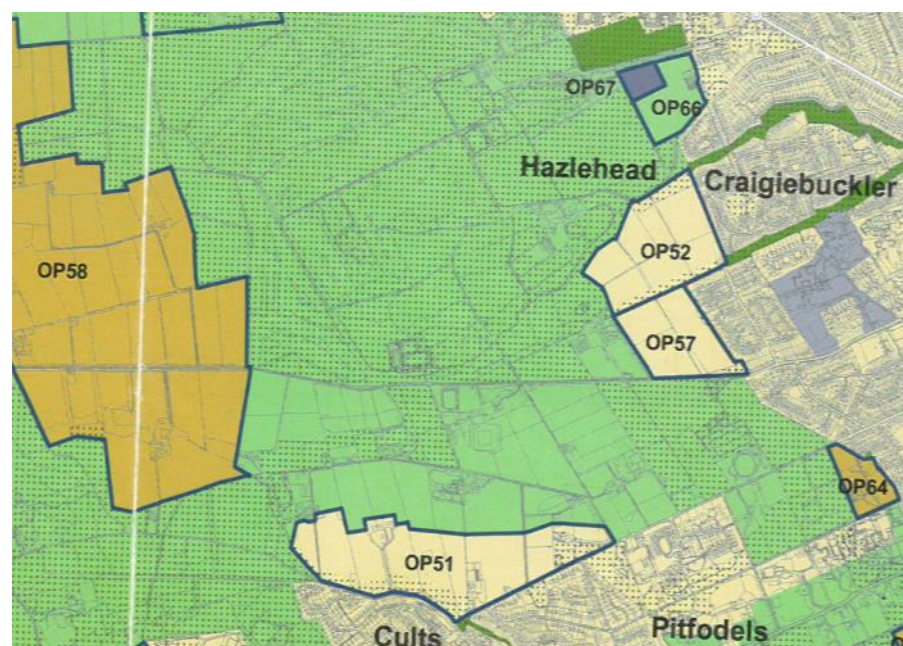 OP67
OP66
Hazlehead
Craigiebuckler
OP52
OP58
OP57
OP64
OP51
Pitfodels
Cults